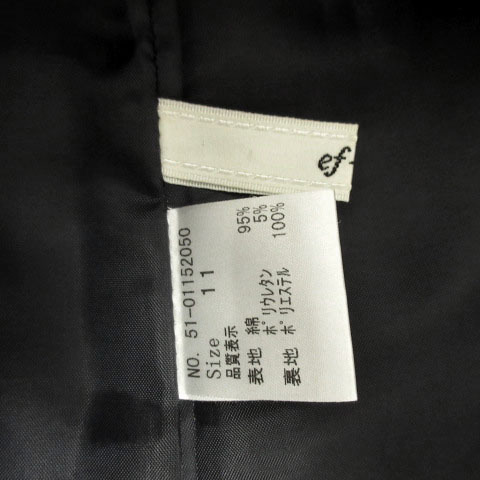 ef-
NO. 51-01152050
Size 11
品質表示
表地 綿 95%
ポリウレタン 5%
裏地 ポリエステル 100%